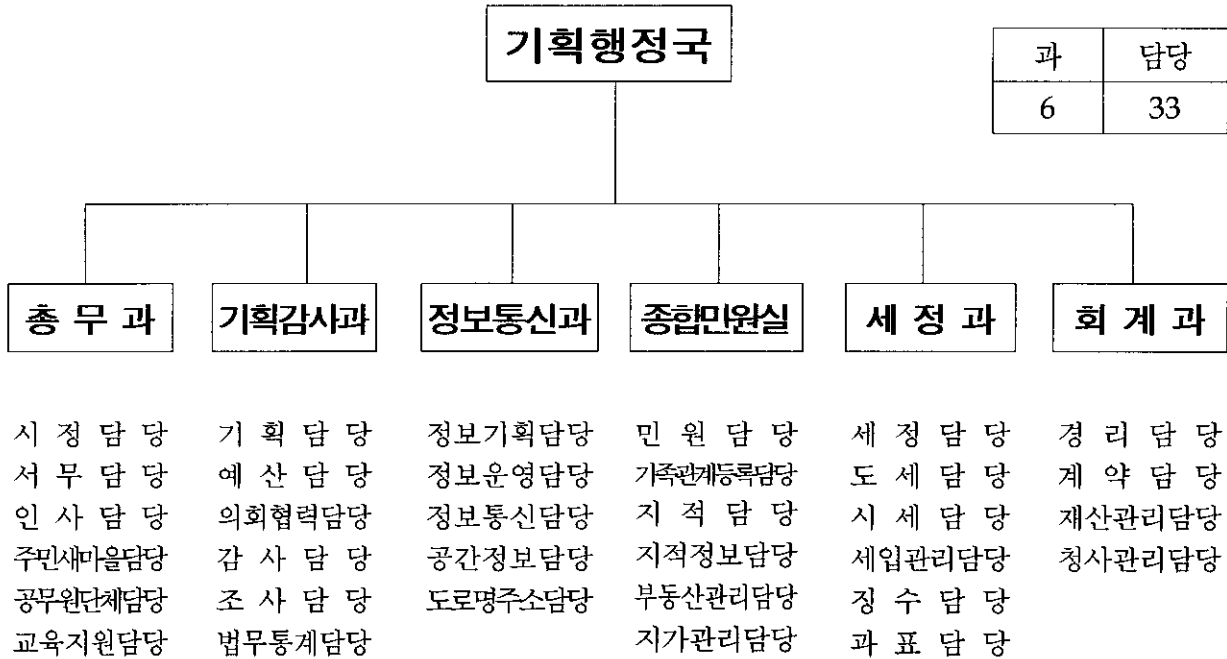 기획행정국
과 담당
6 33
총 무 과 기획감사과 정보통신과 종합민원실 세 정 과 회 계 과
시 정 담 당 기 획 담 당 정보기획담당 민 원 담 당 세 정 담 당 경 리 담 당
서 무 담 당 예 산 담 당 정보운영담당 가족관계등록담당 도 세 담 당 계 약 담 당
인 사 담 당 의회협력담당 정보통신담당 지 적 담 당 시 세 담 당 재산관리담당
주민새마을담당 감 사 담 당 공간정보담당 지적정보담당 세입관리담당 청사관리담당
공무원단체담당 조 사 담 당 도로명주소담당 부동산관리담당 징 수 담 당
교육지원담당 법무통계담당 지가관리담당 과 표 담 당